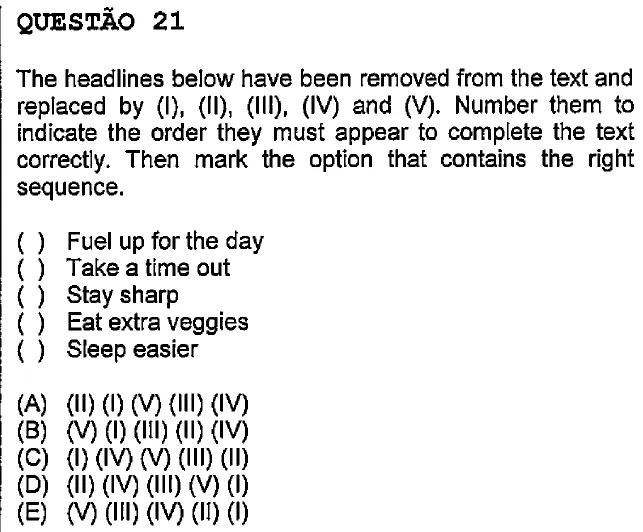 QUESTÃO 21
The headlines below have been removed from the text and
replaced by (I), (II), (III), (IV) and (V). Number them to
indicate the order they must appear to complete the text
correctly. Then mark the option that contains the right
sequence.
( ) Fuel up for the day
( ) Take a time out
( ) Stay sharp
( ) Eat extra veggies
( ) Sleep easier
(A) (II) (I) (V) (III) (IV)
(B) (V) (I) (III) (II) (IV)
(C) (I) (IV) (V) (III) (II)
(D) (II) (IV) (III) (V) (I)
(E) (V) (III) (IV) (II) (I)